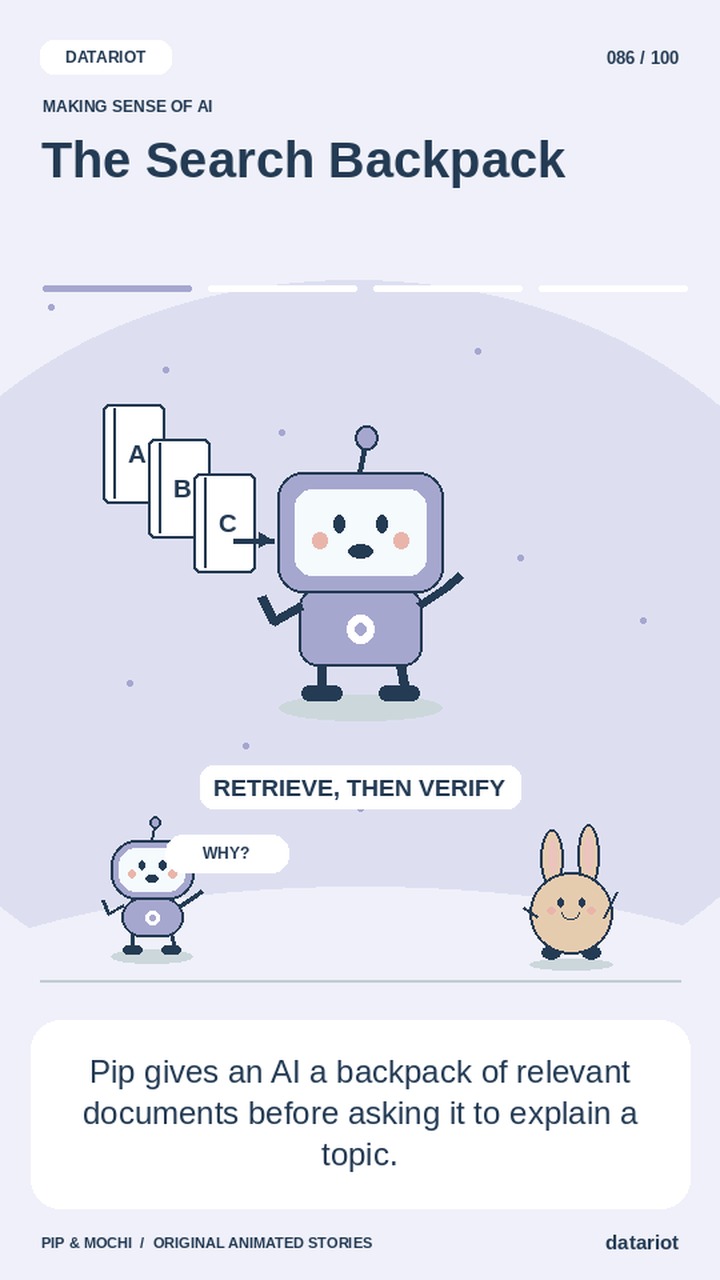 DATARIOT
086 / 100
MAKING SENSE OF AI
The Search Backpack
A
B
C
RETRIEVE, THEN VERIFY
WHY?
Pip gives an AI a backpack of relevant
documents before asking it to explain a
topic.
PIP & MOCHI / ORIGINAL ANIMATED STORIES
datariot